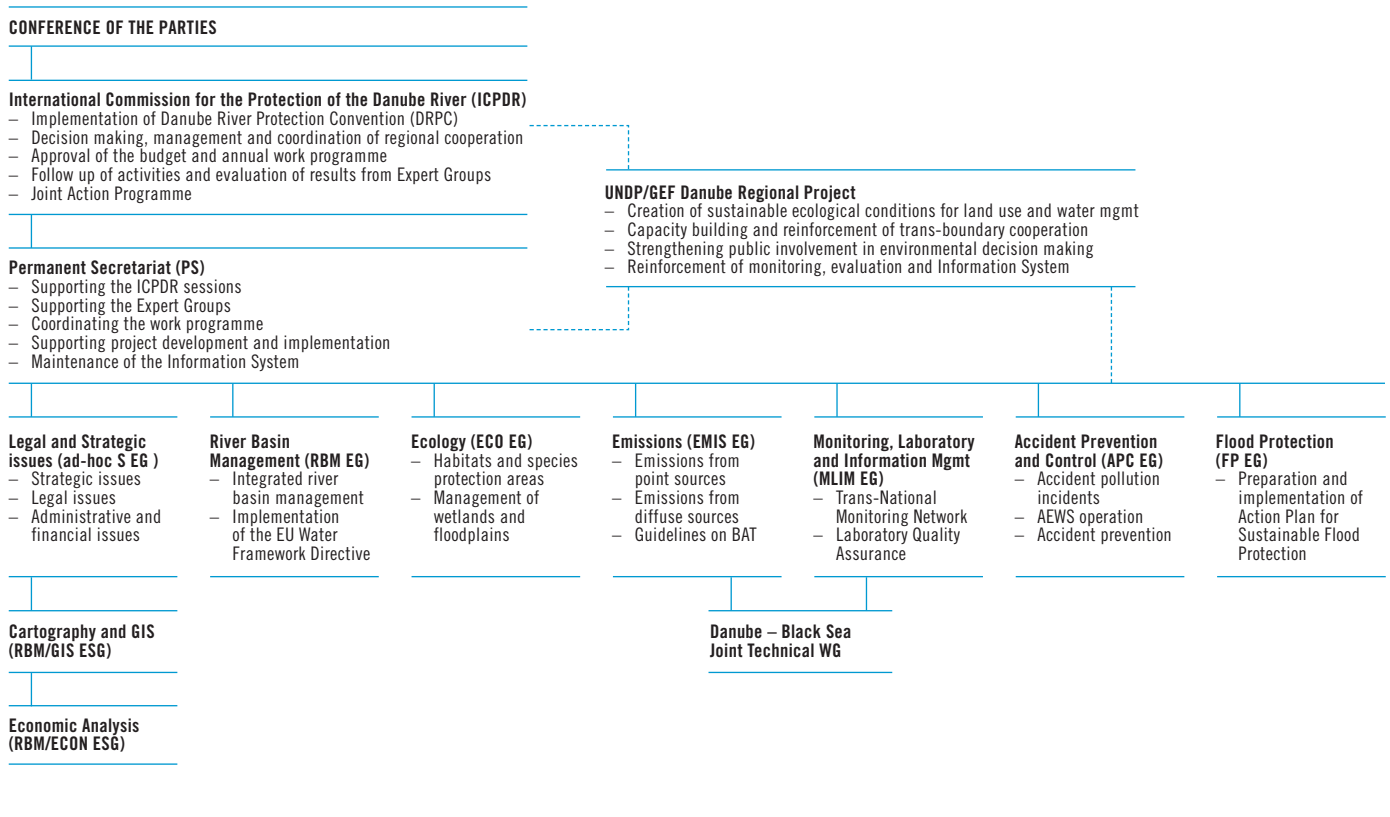 CONFERENCE OF THE PARTIES
International Commission for the Protection of the Danube River (ICPDR)
– Implementation of Danube River Protection Convention (DRPC)
– Decision making, management and coordination of regional cooperation
– Approval of the budget and annual work programme
– Follow up of activities and evaluation of results from Expert Groups
– Joint Action Programme
UNDP/GEF Danube Regional Project
– Creation of sustainable ecological conditions for land use and water mgmt
– Capacity building and reinforcement of trans-boundary cooperation
– Strengthening public involvement in environmental decision making
– Reinforcement of monitoring, evaluation and Information System
Permanent Secretariat (PS)
– Supporting the ICPDR sessions
– Supporting the Expert Groups
– Coordinating the work programme
– Supporting project development and implementation
– Maintenance of the Information System
Legal and Strategic
issues (ad-hoc S EG )
– Strategic issues
– Legal issues
– Administrative and
financial issues
River Basin
Management (RBM EG)
– Integrated river
basin management
– Implementation
of the EU Water
Framework Directive
Ecology (ECO EG)
– Habitats and species
protection areas
– Management of
wetlands and
floodplains
Emissions (EMIS EG)
– Emissions from
point sources
– Emissions from
diffuse sources
– Guidelines on BAT
Monitoring, Laboratory
and Information Mgmt
(MLIM EG)
– Trans-National
Monitoring Network
– Laboratory Quality
Assurance
Accident Prevention
and Control (APC EG)
– Accident pollution
incidents
– AEWS operation
– Accident prevention
Flood Protection
(FP EG)
– Preparation and
implementation of
Action Plan for
Sustainable Flood
Protection
Cartography and GIS
(RBM/GIS ESG)
Danube – Black Sea
Joint Technical WG
Economic Analysis
(RBM/ECON ESG)